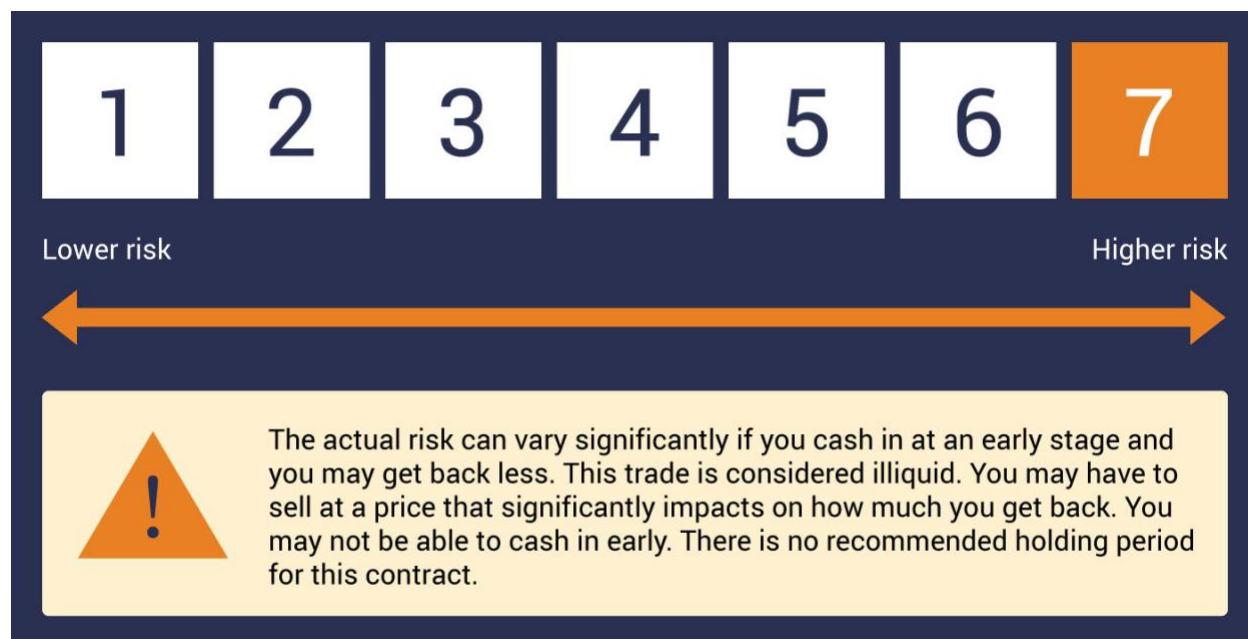 1 2 3 4 5 6 7
Lower risk Higher risk
!
The actual risk can vary significantly if you cash in at an early stage and
you may get back less. This trade is considered illiquid. You may have to
sell at a price that significantly impacts on how much you get back. You
may not be able to cash in early. There is no recommended holding period
for this contract.